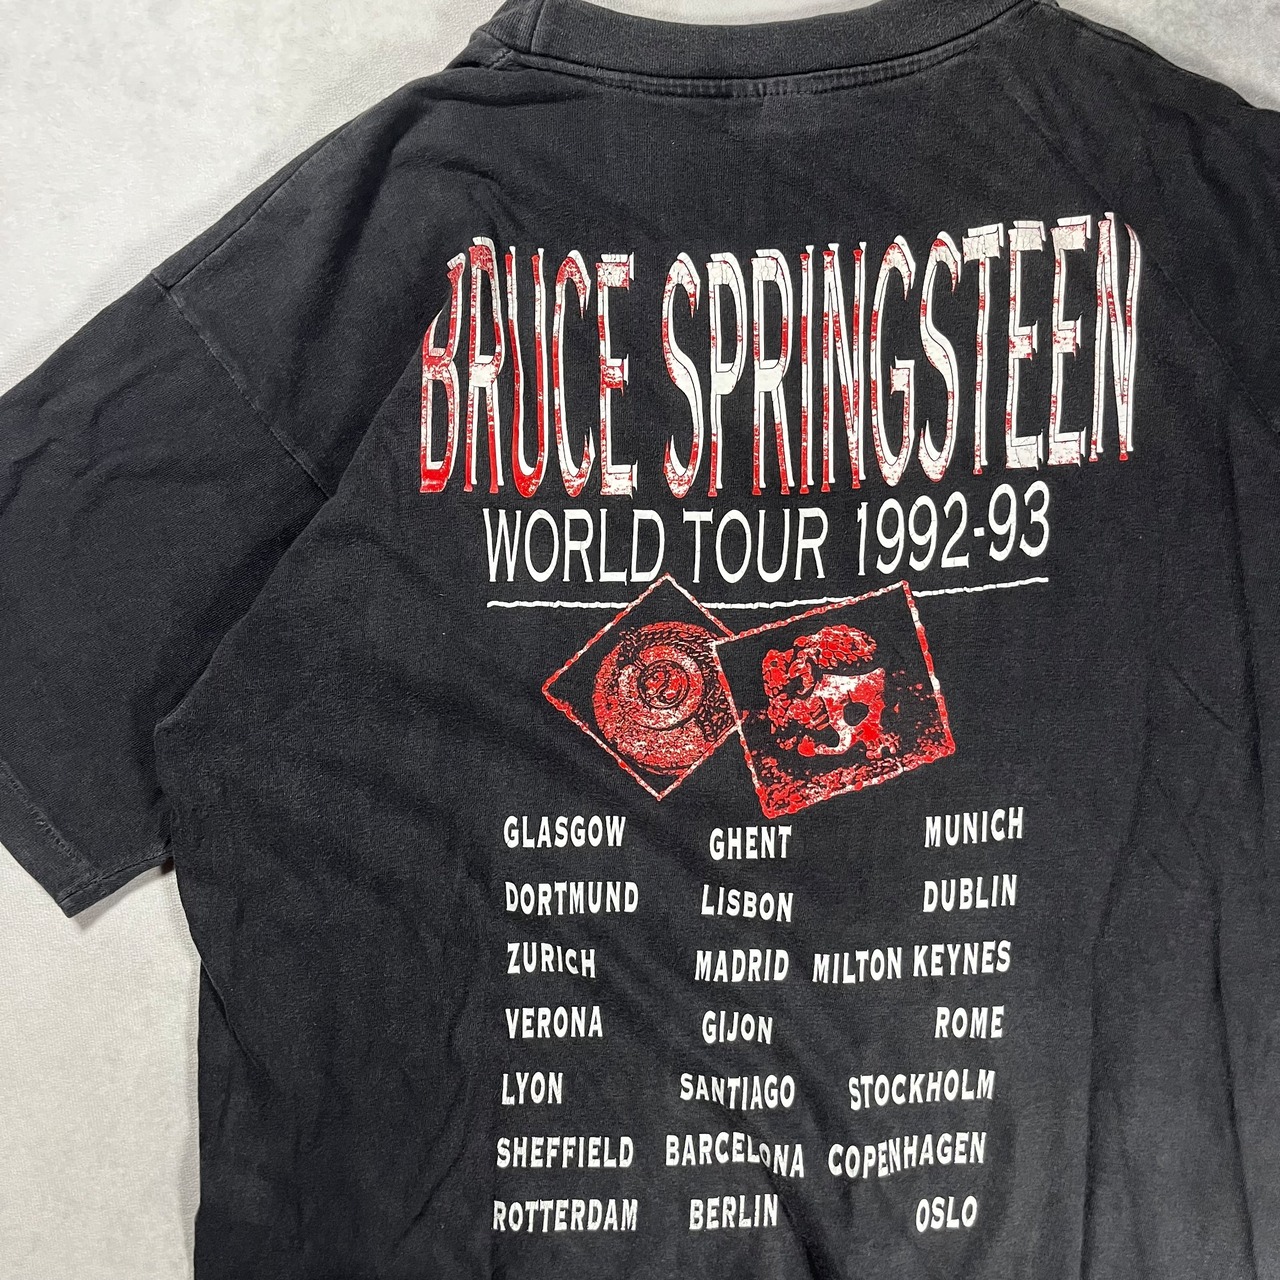 BRUCE SPRINGSTEEN
WORLD TOUR 1992-93
GLASGOW GHENT MUNICH
DORTMUND LISBON DUBLIN
ZURICH MADRID MILTON KEYNES
VERONA GIJON ROME
LYON SANTIAGO STOCKHOLM
SHEFFIELD BARCELONA COPENHAGEN
ROTTERDAM BERLIN OSLO